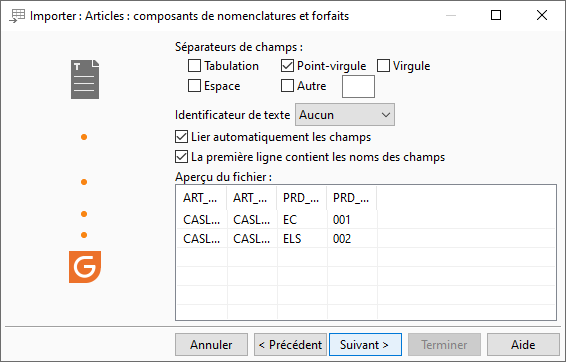 Importer : Articles : composants de nomenclatures et forfaits
Séparateurs de champs :
Tabulation Point-virgule Virgule
Espace Autre
Identificateur de texte Aucun
Lier automatiquement les champs
La première ligne contient les noms des champs
Aperçu du fichier :
ART_... ART_... PRD_... PRD_...
CASL... CASL... EC 001
CASL... CASL... ELS 002
Annuler < Précédent Suivant > Terminer Aide